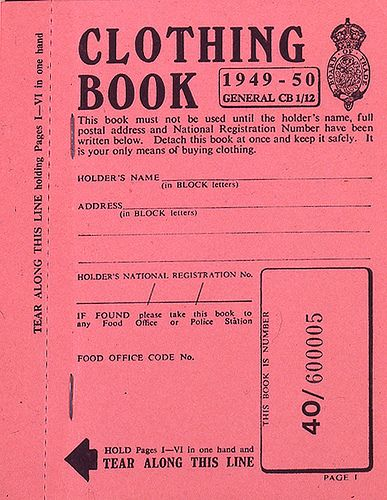 CLOTHING
BOOK
1949 - 50
GENERAL CB 1/12
This book must not be used until the holder's name, full
postal address and National Registration Number have been
written below. Detach this book at once and keep it safely. It
is your only means of buying clothing.
HOLDER'S NAME
(in BLOCK letters)
ADDRESS
(in BLOCK letters)
HOLDER'S NATIONAL REGISTRATION No.
/ /
IF FOUND please take this book to
any Food Office or Police Station
FOOD OFFICE CODE No.
THIS BOOK IS NUMBER
40/600005
HOLD Pages I—VI in one hand and
TEAR ALONG THIS LINE
PAGE I
TEAR ALONG THIS LINE holding Pages I—VI in one hand